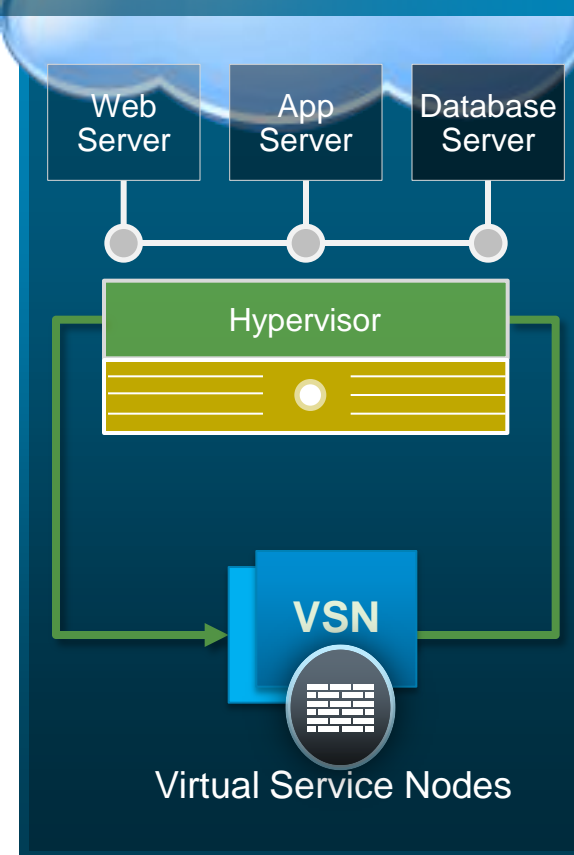 Web
Server
App
Server
Database
Server
Hypervisor
VSN
Virtual Service Nodes